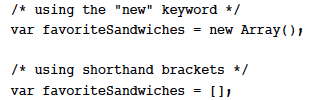 /* using the "new" keyword */
var favoriteSandwiches = new Array();
/* using shorthand brackets */
var favoriteSandwiches = [];